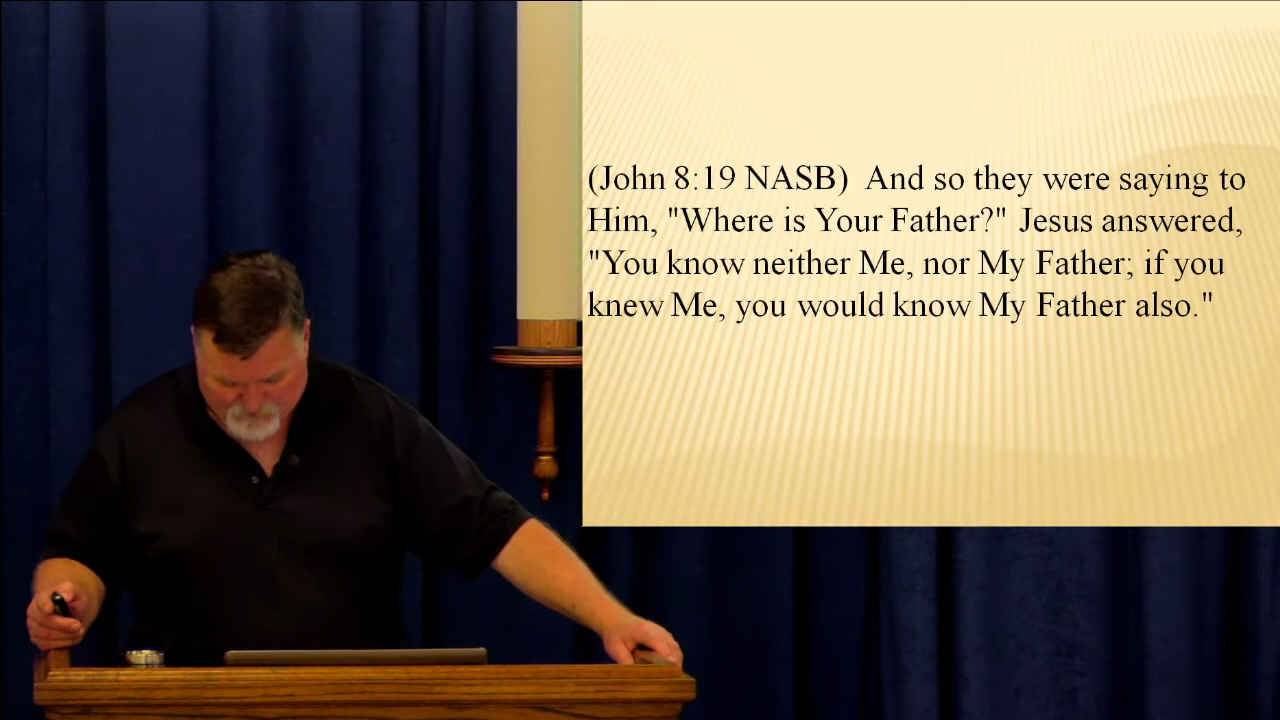 (John 8:19 NASB)  And so they were saying to
Him, "Where is Your Father?" Jesus answered,
"You know neither Me, nor My Father; if you
knew Me, you would know My Father also."